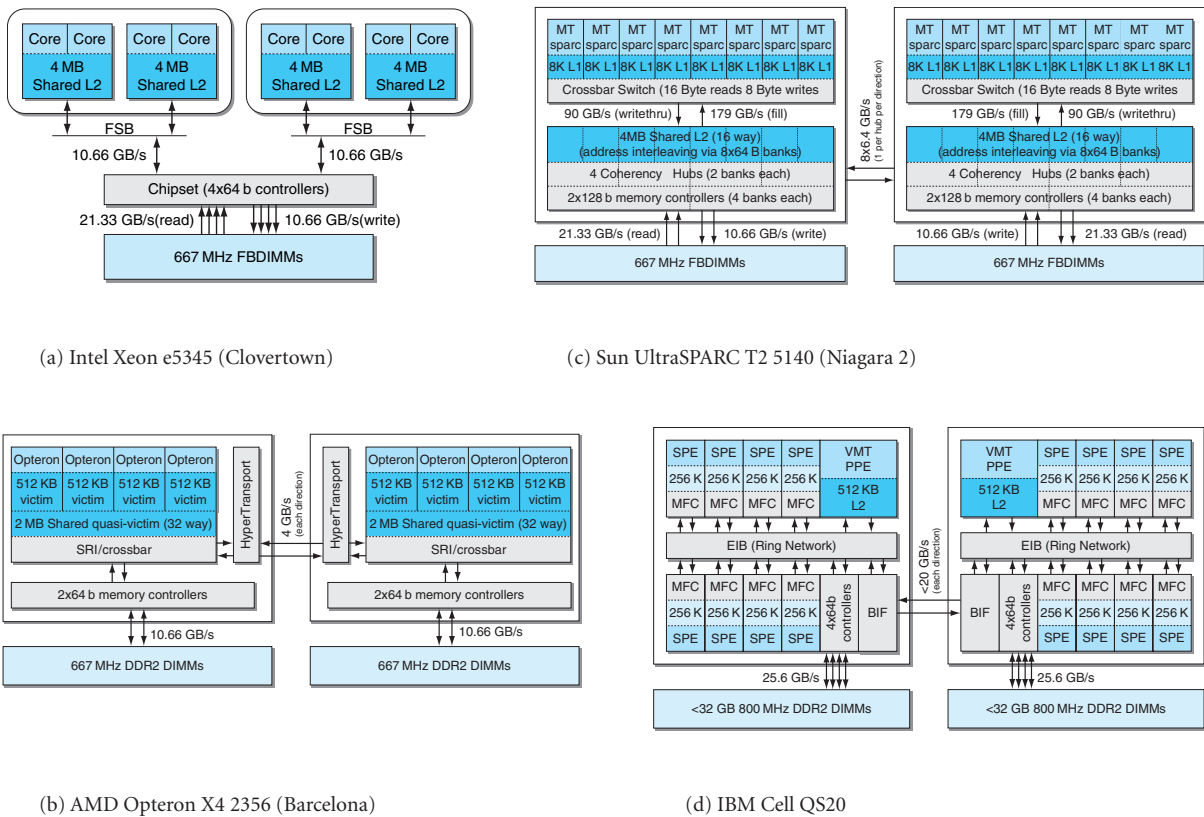 Core Core Core Core Core Core Core Core
4 MB Shared L2 4 MB Shared L2 4 MB Shared L2 4 MB Shared L2
FSB FSB
10.66 GB/s 10.66 GB/s
Chipset (4x64 b controllers)
21.33 GB/s(read) 10.66 GB/s(write)
667 MHz FBDIMMs
(a) Intel Xeon e5345 (Clovertown)
MT sparc MT sparc MT sparc MT sparc MT sparc MT sparc MT sparc MT sparc
8K L1 8K L1 8K L1 8K L1 8K L1 8K L1 8K L1 8K L1
Crossbar Switch (16 Byte reads 8 Byte writes
90 GB/s (writethru) 179 GB/s (fill)
4MB Shared L2 (16 way)
(address interleaving via 8x64 B banks)
4 Coherency Hubs (2 banks each)
2x128 b memory controllers (4 banks each)
21.33 GB/s (read) 10.66 GB/s (write)
667 MHz FBDIMMs
8x6.4 GB/s
(1 per hub per direction)
MT sparc MT sparc MT sparc MT sparc MT sparc MT sparc MT sparc MT sparc
8K L1 8K L1 8K L1 8K L1 8K L1 8K L1 8K L1 8K L1
Crossbar Switch (16 Byte reads 8 Byte writes
179 GB/s (fill) 90 GB/s (writethru)
4MB Shared L2 (16 way)
(address interleaving via 8x64 B banks)
4 Coherency Hubs (2 banks each)
2x128 b memory controllers (4 banks each)
10.66 GB/s (write) 21.33 GB/s (read)
667 MHz FBDIMMs
(c) Sun UltraSPARC T2 5140 (Niagara 2)
Opteron Opteron Opteron Opteron
512 KB victim 512 KB victim 512 KB victim 512 KB victim
2 MB Shared quasi-victim (32 way)
SRI/crossbar
HyperTransport
2x64 b memory controllers
10.66 GB/s
667 MHz DDR2 DIMMs
4 GB/s
(each direction)
HyperTransport
Opteron Opteron Opteron Opteron
512 KB victim 512 KB victim 512 KB victim 512 KB victim
2 MB Shared quasi-victim (32 way)
SRI/crossbar
2x64 b memory controllers
10.66 GB/s
667 MHz DDR2 DIMMs
(b) AMD Opteron X4 2356 (Barcelona)
SPE SPE SPE SPE VMT PPE
256 K 256 K 256 K 256 K 512 KB L2
MFC MFC MFC MFC
EIB (Ring Network)
MFC MFC MFC MFC 4x64b controllers BIF
256 K 256 K 256 K 256 K
SPE SPE SPE SPE
25.6 GB/s
<32 GB 800 MHz DDR2 DIMMs
<20 GB/s
(each direction)
VMT PPE SPE SPE SPE SPE
512 KB L2 256 K 256 K 256 K 256 K
MFC MFC MFC MFC
EIB (Ring Network)
BIF 4x64b controllers MFC MFC MFC MFC
256 K 256 K 256 K 256 K
SPE SPE SPE SPE
25.6 GB/s
<32 GB 800 MHz DDR2 DIMMs
(d) IBM Cell QS20